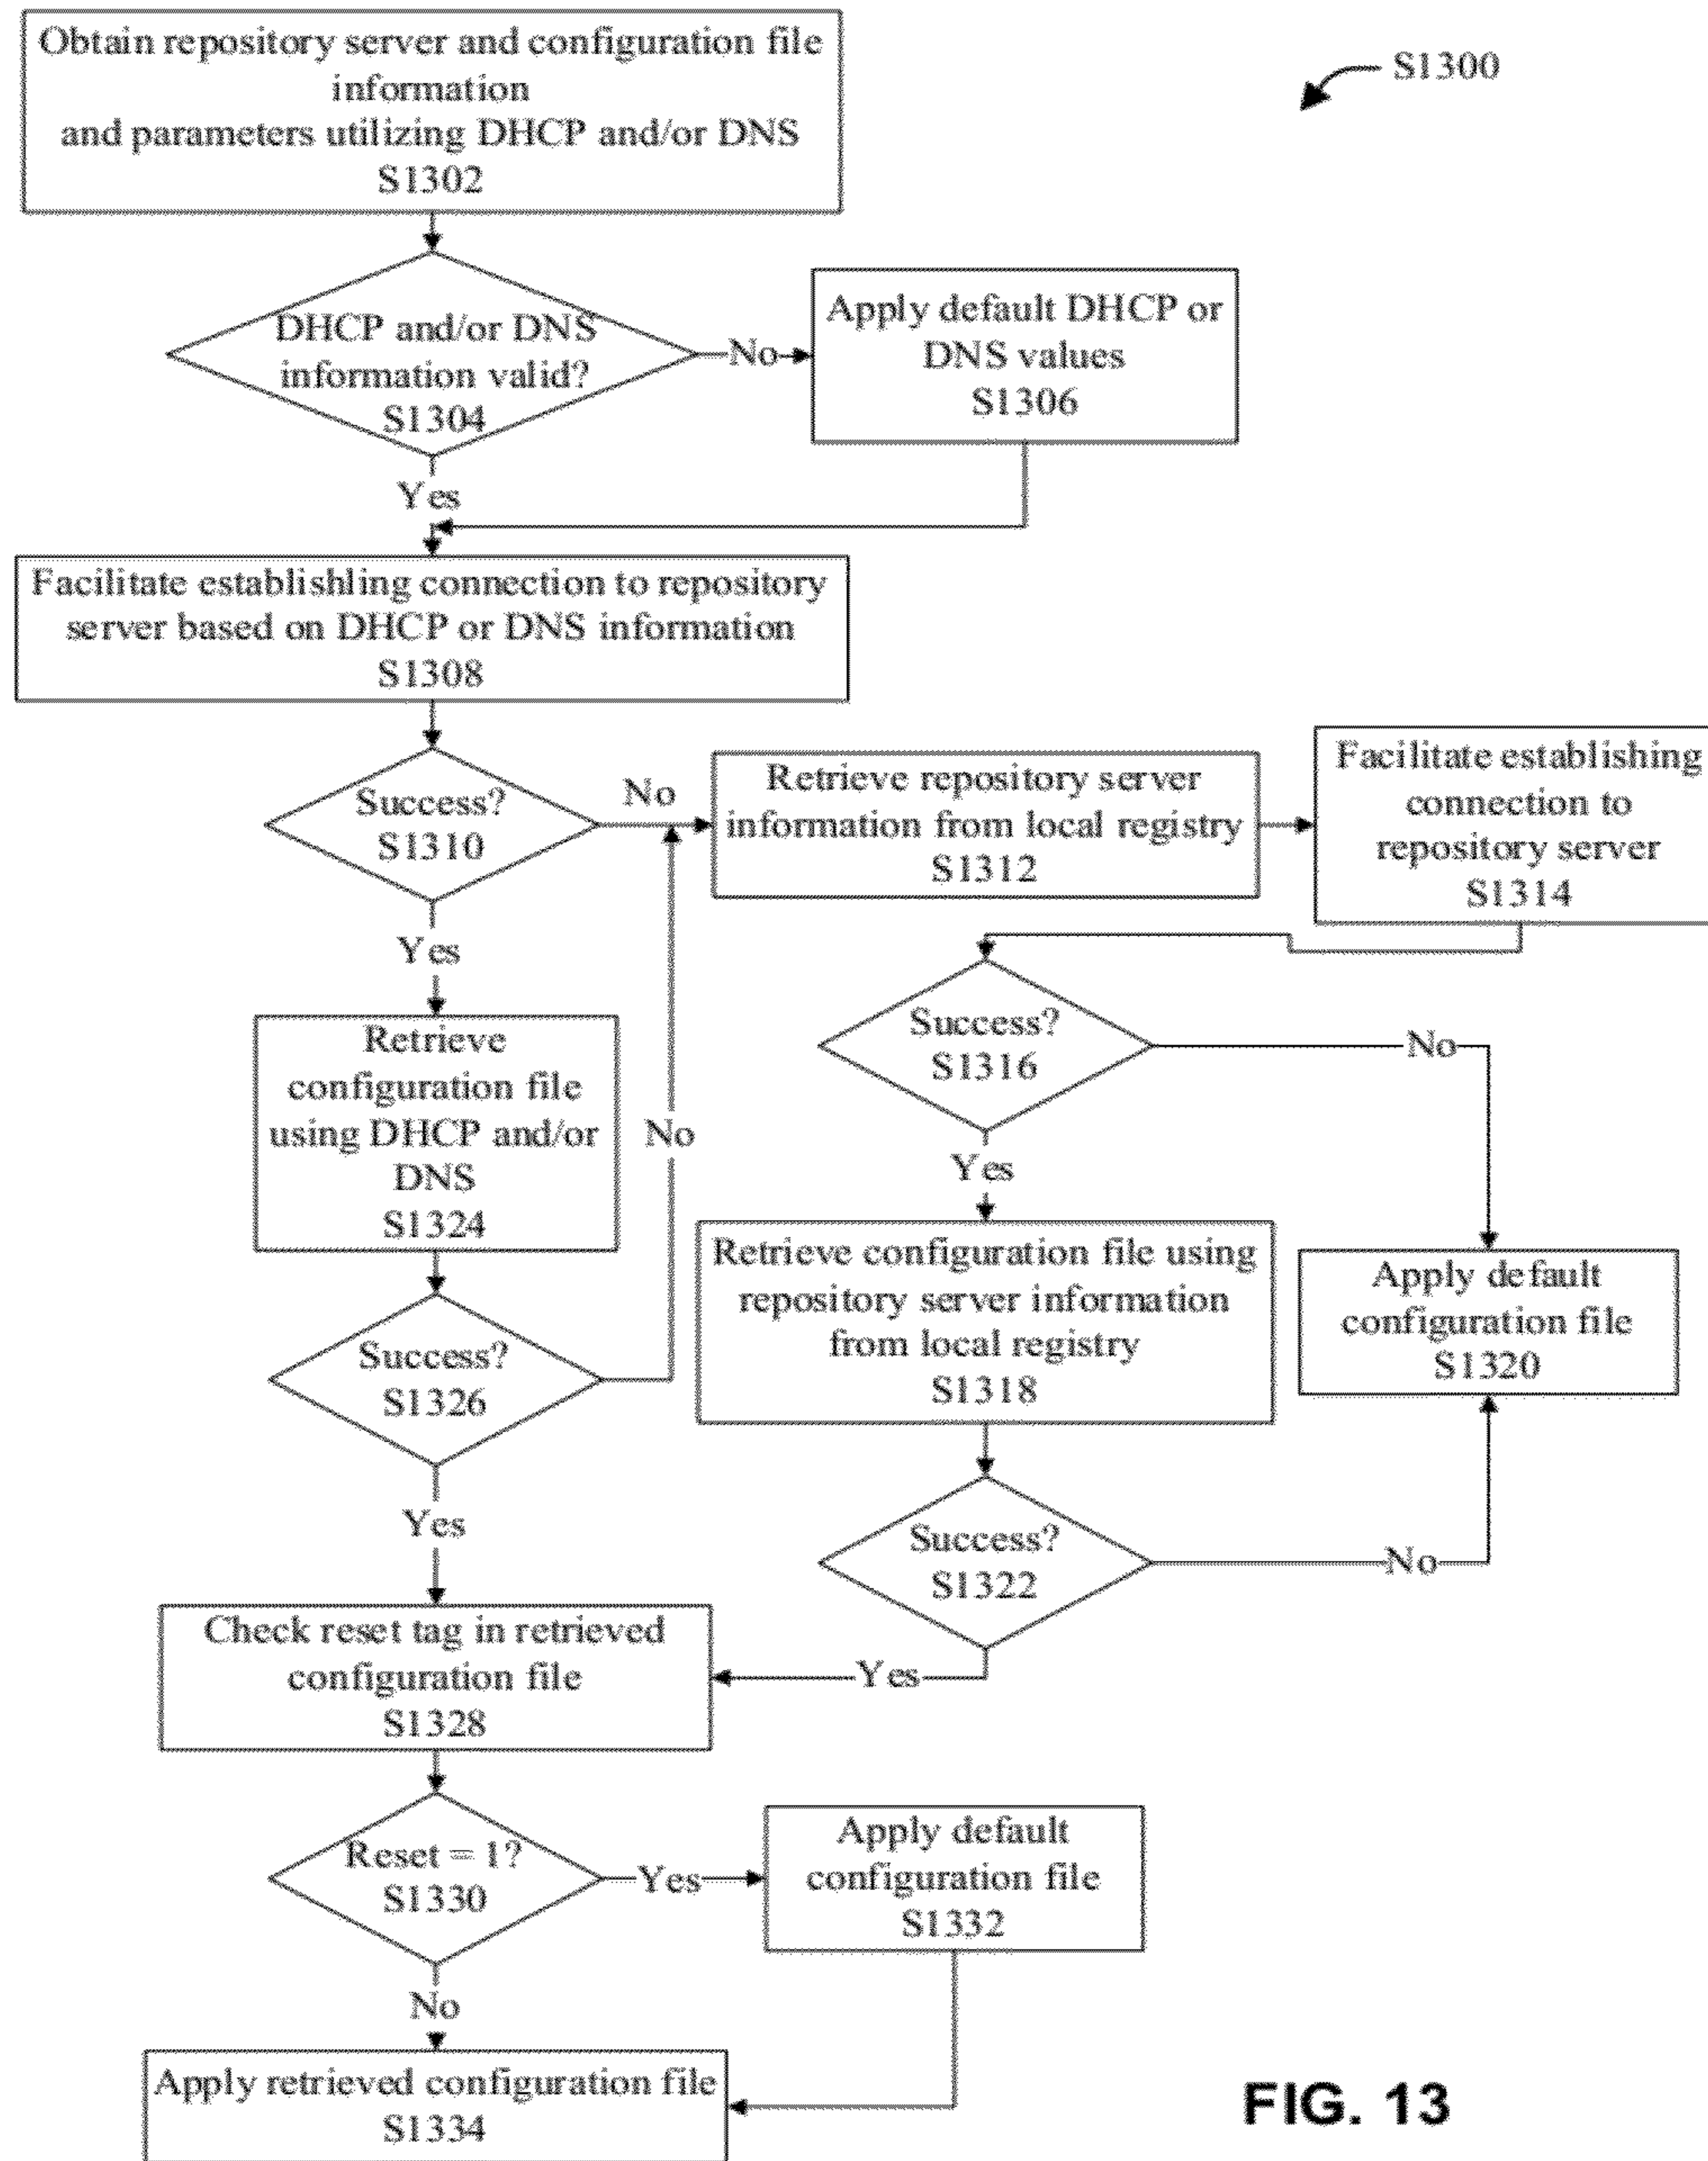 Obtain repository server and configuration file
information
and parameters utilizing DHCP and/or DNS
S1302
S1300
DHCP and/or DNS
information valid?
S1304
No
Apply default DHCP or
DNS values
S1306
Yes
Facilitate establishling connection to repository
server based on DHCP or DNS information
S1308
Success?
S1310
No
Retrieve repository server
information from local registry
S1312
Facilitate establishing
connection to
repository server
S1314
Yes
Success?
S1316
No
Retrieve
configuration file
using DHCP and/or
DNS
S1324
No
Yes
Retrieve configuration file using
repository server information
from local registry
S1318
Apply default
configuration file
S1320
Success?
S1326
Yes
Success?
S1322
No
Check reset tag in retrieved
configuration file
S1328
Yes
Reset = 1?
S1330
Yes
Apply default
configuration file
S1332
No
Apply retrieved configuration file
S1334
FIG. 13